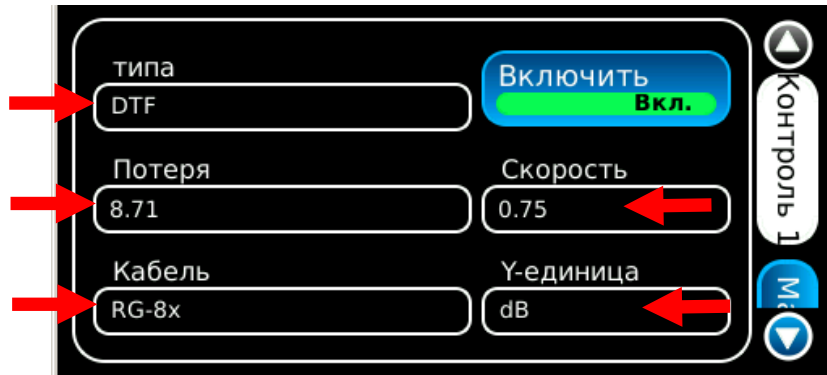 типа
DTF
Включить
Вкл.
Потеря
8.71
Скорость
0.75
Кабель
RG-8x
Y-единица
dB
Контроль 1